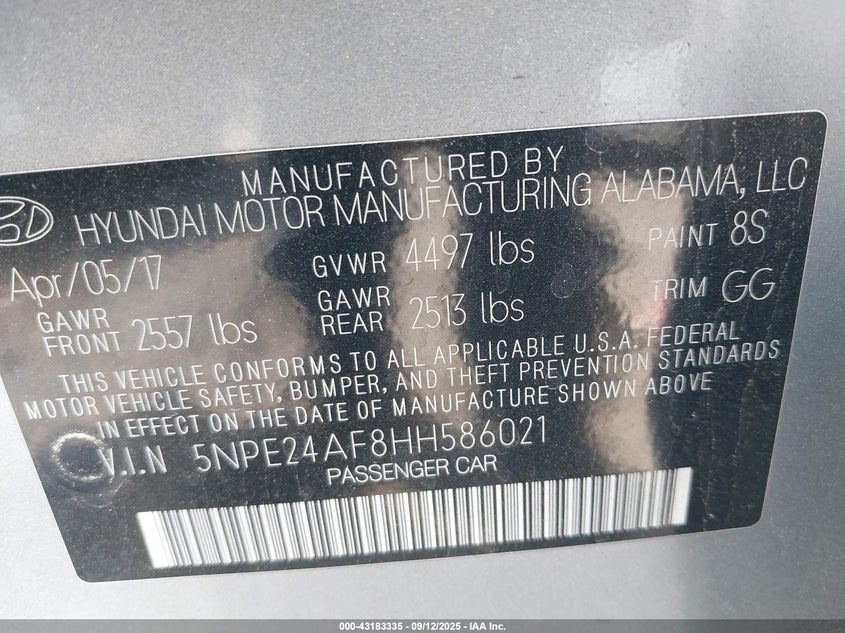 MANUFACTURED BY
HYUNDAI MOTOR MANUFACTURING ALABAMA, LLC
Apr/05/17 GVWR 4497 lbs PAINT 8S
GAWR FRONT 2557 lbs GAWR REAR 2513 lbs TRIM GG
THIS VEHICLE CONFORMS TO ALL APPLICABLE U.S.A. FEDERAL
MOTOR VEHICLE SAFETY, BUMPER, AND THEFT PREVENTION STANDARDS
IN EFFECT ON THE DATE OF MANUFACTURE SHOWN ABOVE
V.I.N 5NPE24AF8HH586021
PASSENGER CAR
000-43183335 - 09/12/2025 - IAA Inc.